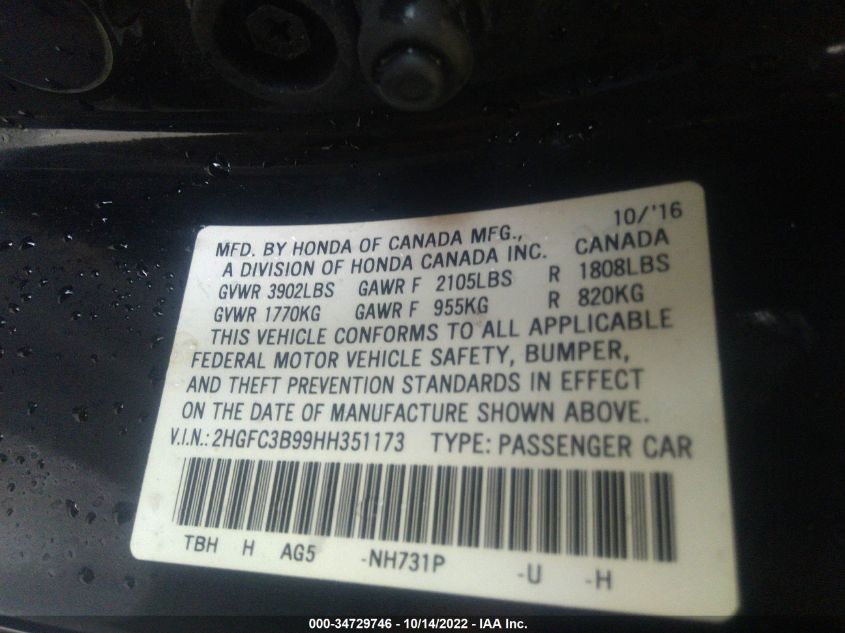 10/'16
MFD. BY HONDA OF CANADA MFG.,
A DIVISION OF HONDA CANADA INC. CANADA
GVWR 3902LBS GAWR F 2105LBS R 1808LBS
GVWR 1770KG GAWR F 955KG R 820KG
THIS VEHICLE CONFORMS TO ALL APPLICABLE
FEDERAL MOTOR VEHICLE SAFETY, BUMPER,
AND THEFT PREVENTION STANDARDS IN EFFECT
ON THE DATE OF MANUFACTURE SHOWN ABOVE.
V.I.N.: 2HGFC3B99HH351173 TYPE: PASSENGER CAR
TBH H AG5 -NH731P -U -H
000-34729746 - 10/14/2022 - IAA Inc.